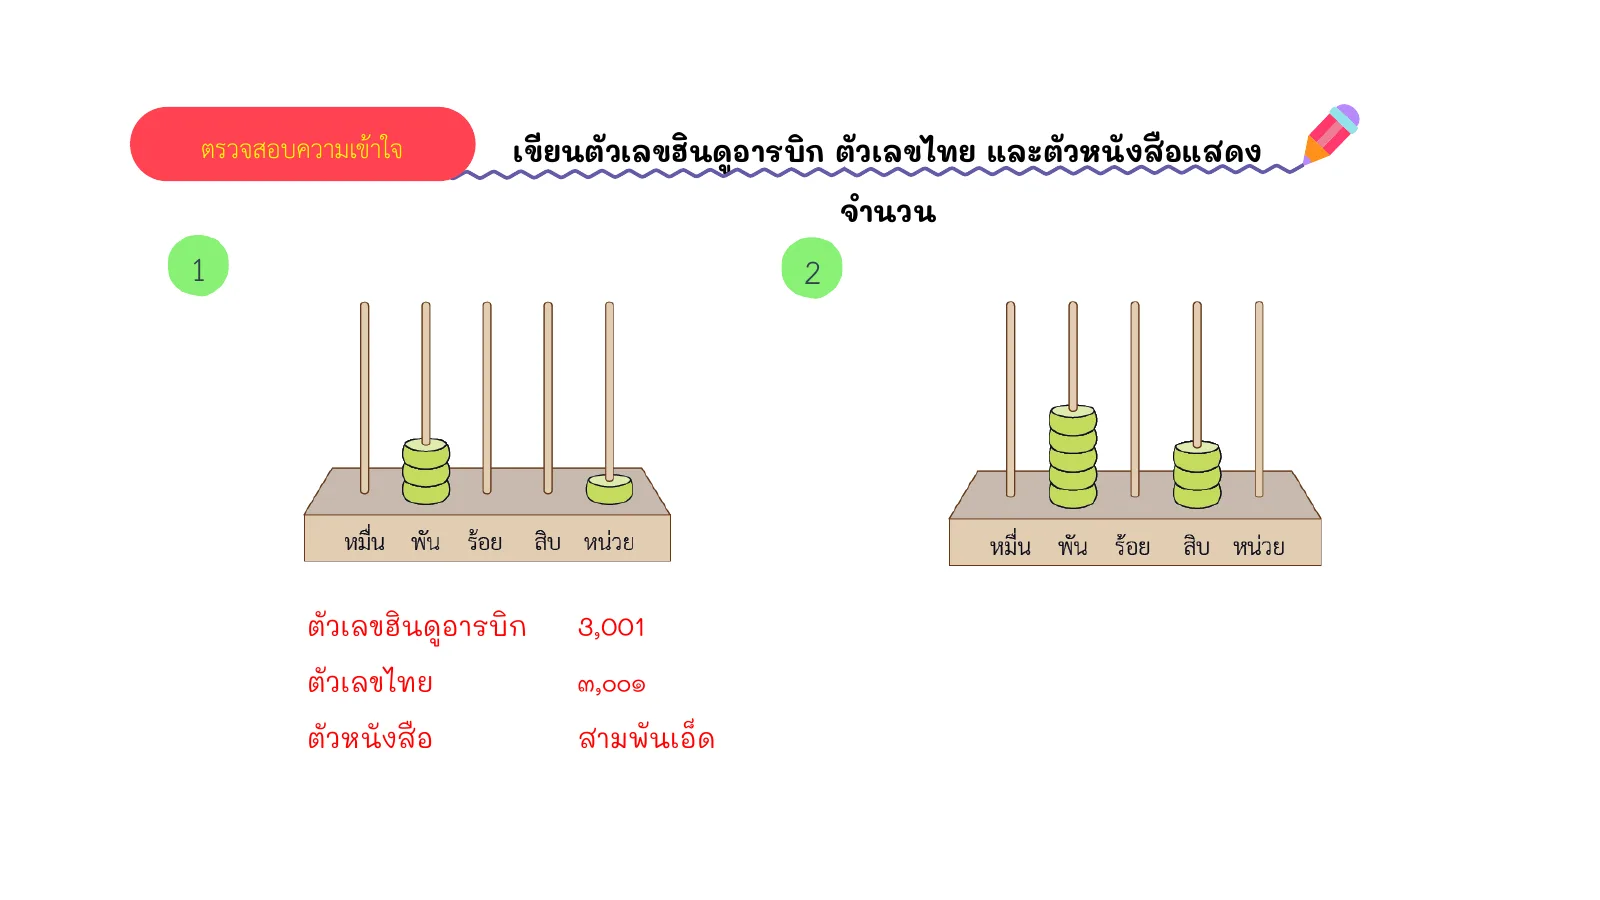 ตรวจสอบความเข้าใจ
เขียนตัวเลขฮินดูอารบิก ตัวเลขไทย และตัวหนังสือแสดง
จำนวน
1
2
หมื่น พัน ร้อย สิบ หน่วย
หมื่น พัน ร้อย สิบ หน่วย
ตัวเลขฮินดูอารบิก 3,001
ตัวเลขไทย ๓,๐๐๑
ตัวหนังสือ สามพันเอ็ด